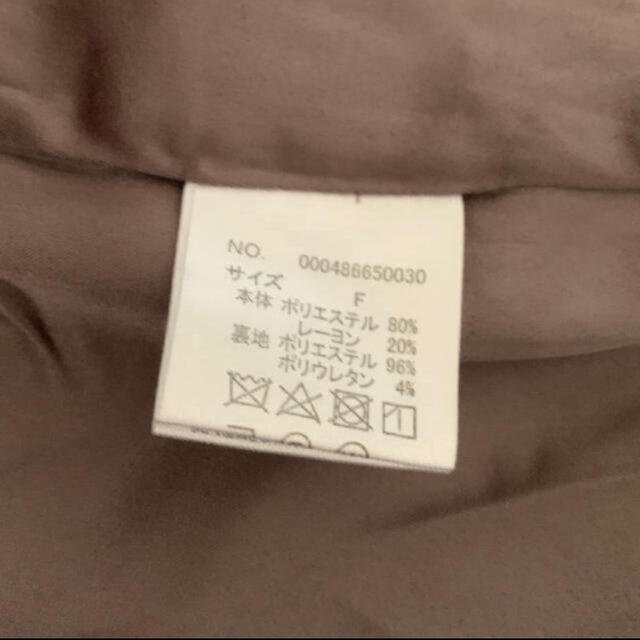 NO. 000486650030
サイズ F
本体 ポリエステル 80%
レーヨン 20%
裏地 ポリエステル 96%
ポリウレタン 4%